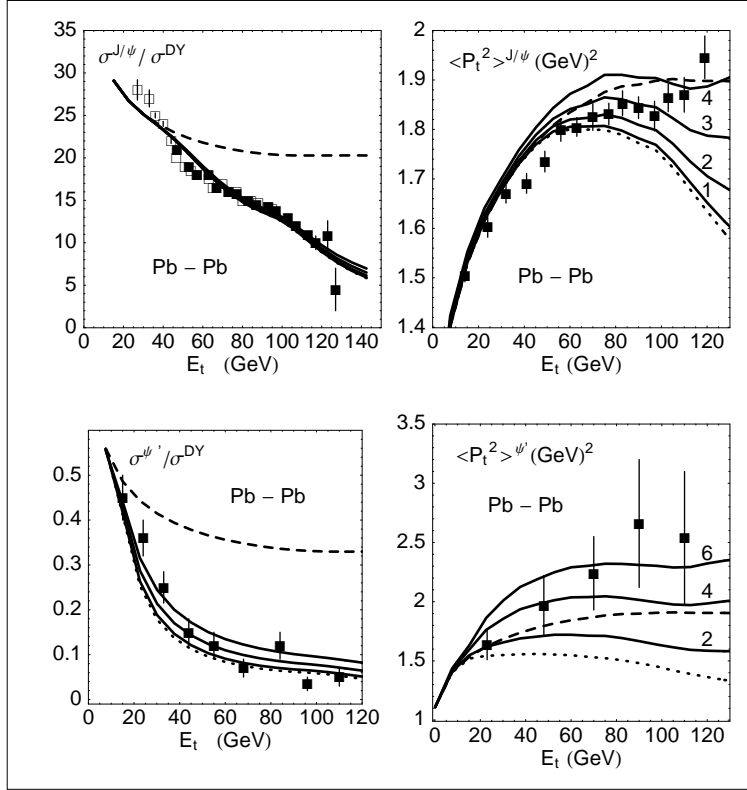 σ^J/ψ / σ^DY
35
30
25
20
15
10
5
0
Pb – Pb
0 20 40 60 80 100 120 140
E_t (GeV)
<P_t^2>^J/ψ (GeV)^2
2
1.9
1.8
1.7
1.6
1.5
1.4
4
3
2
1
Pb – Pb
0 20 40 60 80 100 120
E_t (GeV)
σ^ψ ' /σ^DY
0.5
0.4
0.3
0.2
0.1
0
Pb – Pb
0 20 40 60 80 100 120
E_t (GeV)
<P_t^2>^ψ' (GeV)^2
3.5
3
2.5
2
1.5
1
Pb – Pb
6
4
2
0 20 40 60 80 100 120
E_t (GeV)